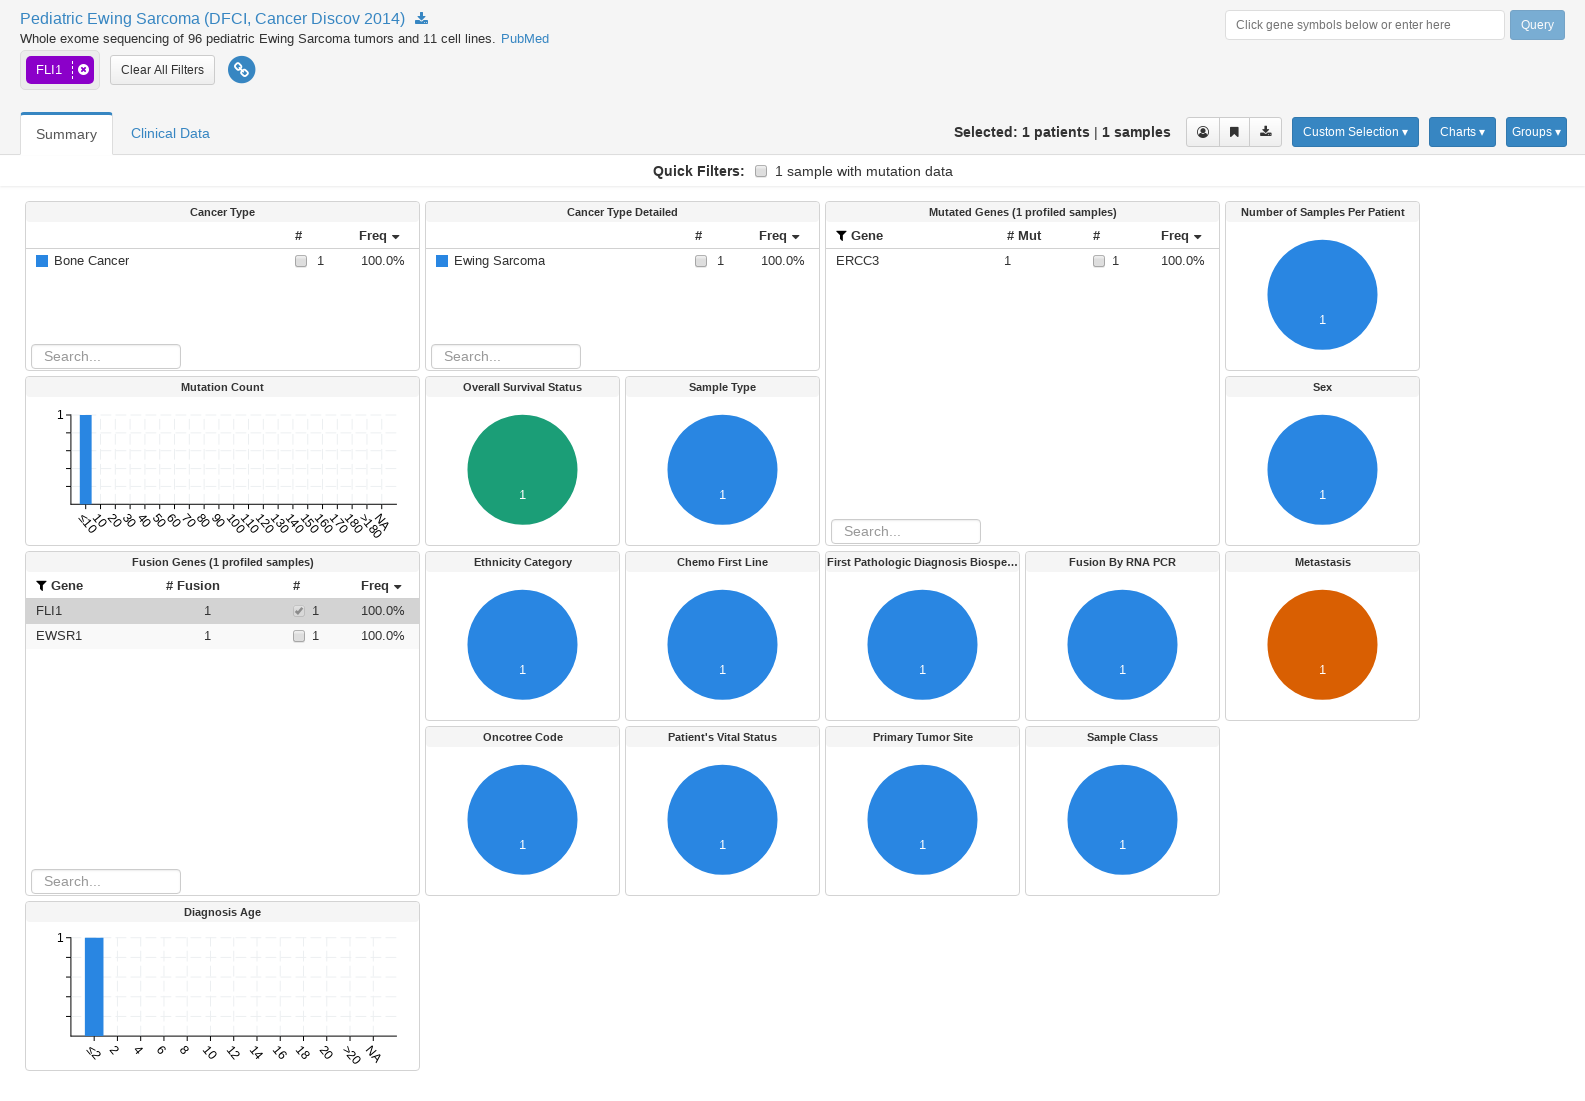 Pediatric Ewing Sarcoma (DFCI, Cancer Discov 2014)
Click gene symbols below or enter here
Query
Whole exome sequencing of 96 pediatric Ewing Sarcoma tumors and 11 cell lines. PubMed
FLI1
Clear All Filters
Summary
Clinical Data
Selected: 1 patients | 1 samples
Custom Selection ▾
Charts ▾
Groups ▾
Quick Filters: 1 sample with mutation data
Cancer Type
# Freq
Bone Cancer 1 100.0%
Search...
Cancer Type Detailed
# Freq
Ewing Sarcoma 1 100.0%
Search...
Mutated Genes (1 profiled samples)
Gene # Mut # Freq
ERCC3 1 1 100.0%
Search...
Number of Samples Per Patient
1
Mutation Count
1
≤10 10 20 30 40 50 60 70 80 90 100 110 120 130 140 150 160 170 180 >180 NA
Overall Survival Status
1
Sample Type
1
Sex
1
Fusion Genes (1 profiled samples)
Gene # Fusion # Freq
FLI1 1 1 100.0%
EWSR1 1 1 100.0%
Search...
Ethnicity Category
1
Chemo First Line
1
First Pathologic Diagnosis Biospe...
1
Fusion By RNA PCR
1
Metastasis
1
Oncotree Code
1
Patient's Vital Status
1
Primary Tumor Site
1
Sample Class
1
Diagnosis Age
1
≤2 2 4 6 8 10 12 14 16 18 20 >20 NA